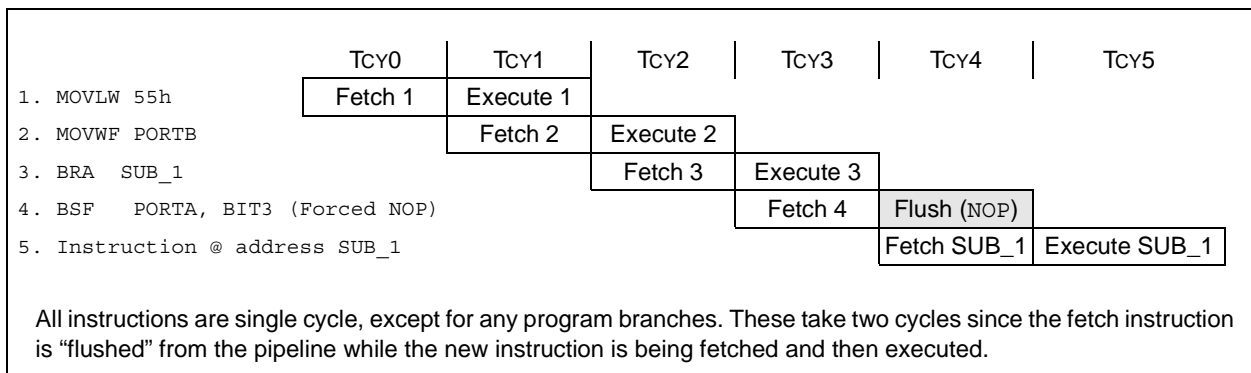 TCY0 TCY1 TCY2 TCY3 TCY4 TCY5
1. MOVLW 55h Fetch 1 Execute 1
2. MOVWF PORTB Fetch 2 Execute 2
3. BRA SUB_1 Fetch 3 Execute 3
4. BSF PORTA, BIT3 (Forced NOP) Fetch 4 Flush (NOP)
5. Instruction @ address SUB_1 Fetch SUB_1 Execute SUB_1
All instructions are single cycle, except for any program branches. These take two cycles since the fetch instruction
is “flushed” from the pipeline while the new instruction is being fetched and then executed.